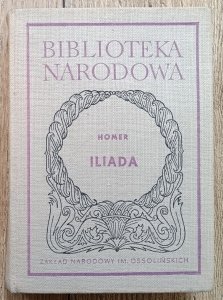 BIBLIOTEKA
NARODOWA
HOMER
ILIADA
ZAKŁAD NARODOWY IM. OSSOLIŃSKICH